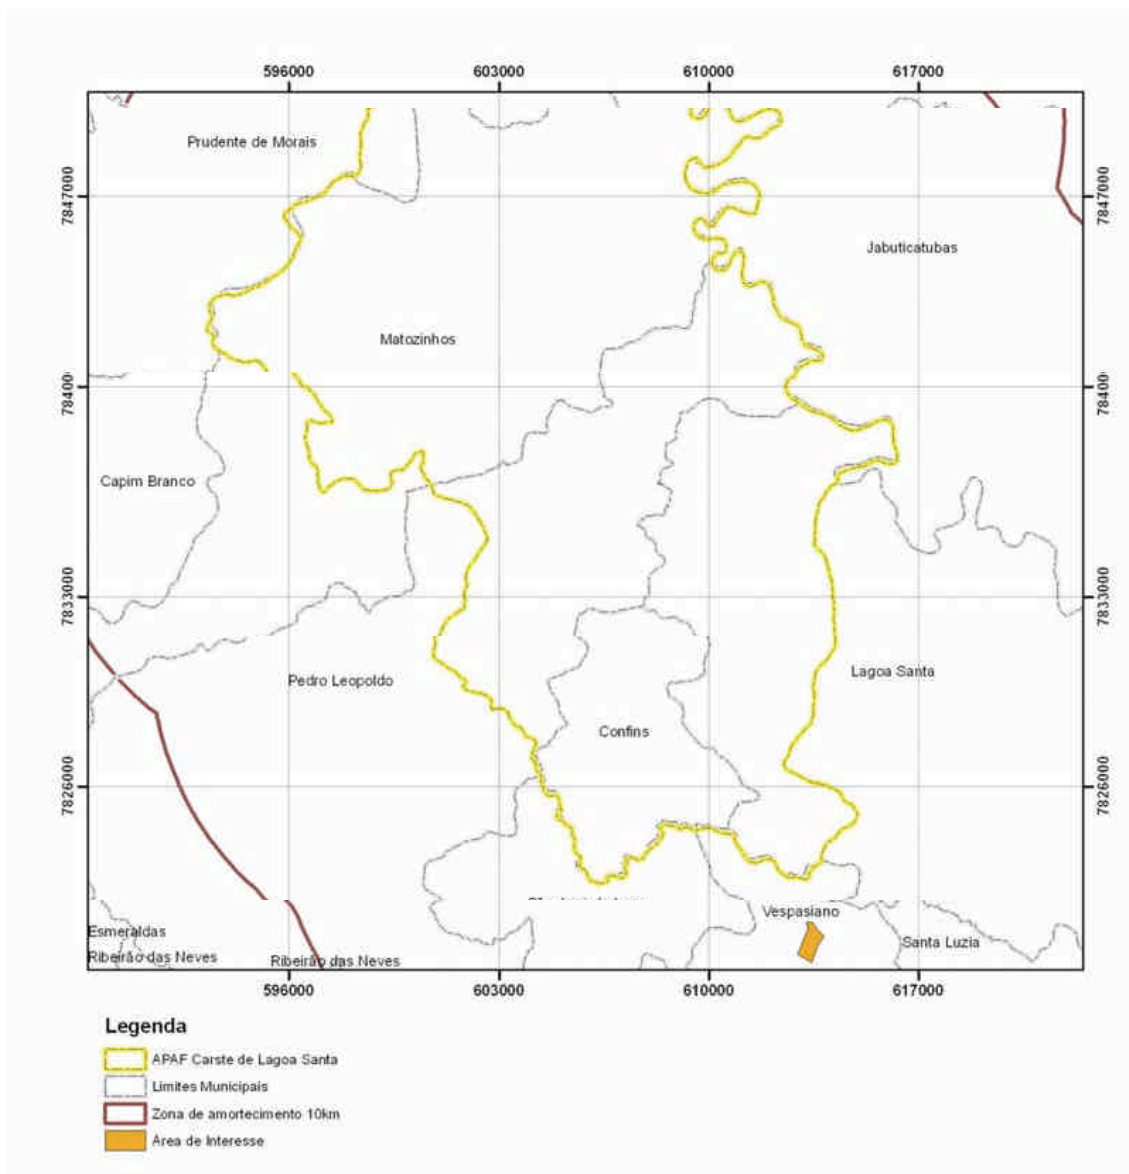 596000 603000 610000 617000
Prudente de Morais
7847000 7847000
Jabuticatubas
Matozinhos
78400 78400
Capim Branco
7833000 7833000
Lagoa Santa
Pedro Leopoldo
Confins
7826000 7826000
Vespasiano
Esmeraldas
Santa Luzia
Ribeirão das Neves
Ribeirão das Neves
596000 603000 610000 617000
Legenda
APAF Carste de Lagoa Santa
Limites Municipais
Zona de amortecimento 10km
Área de Interesse